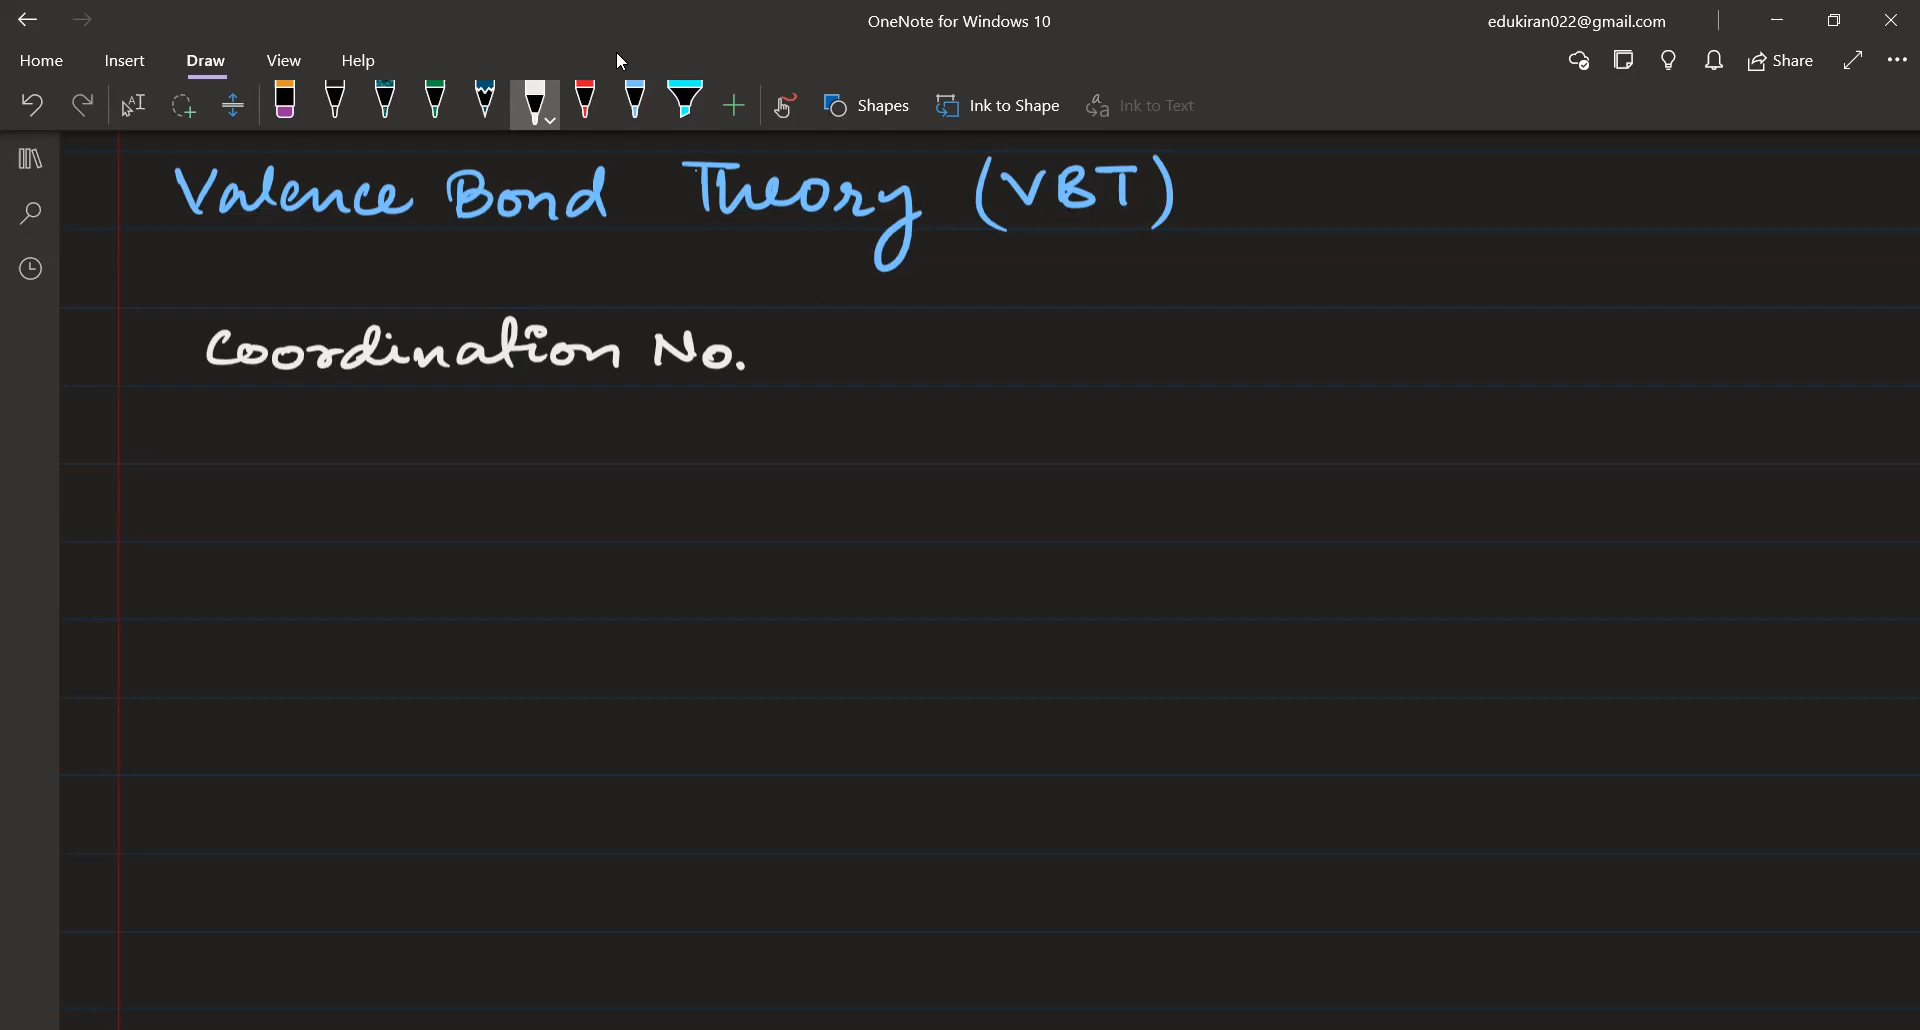 OneNote for Windows 10
edukiran022@gmail.com
Home Insert Draw View Help
Share
Shapes Ink to Shape Ink to Text
Valence Bond Theory (VBT)
Coordination No.